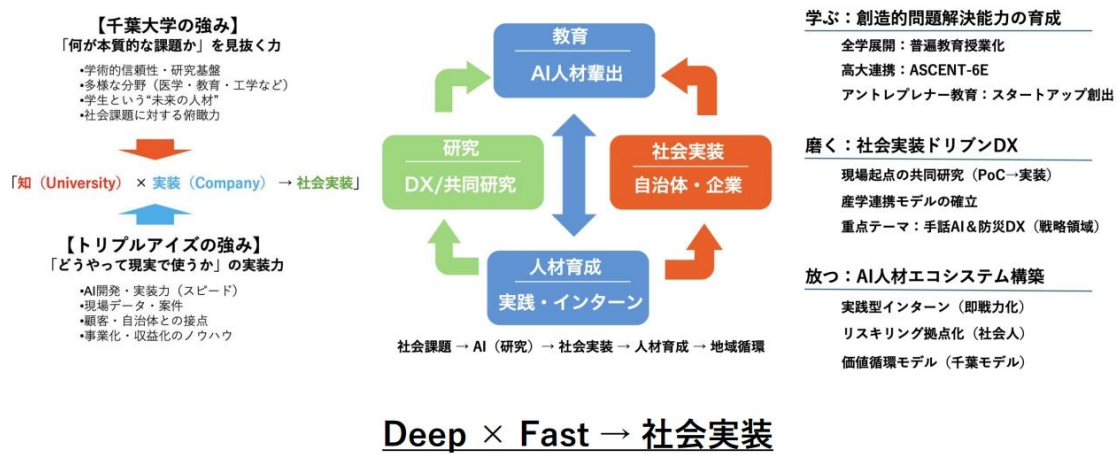 【千葉大学の強み】
「何が本質的な課題か」を見抜く力
•学術的信頼性・研究基盤
•多様な分野（医学・教育・工学など）
•学生という“未来の人材”
•社会課題に対する俯瞰力
「知（University） × 実装（Company） → 社会実装」
【トリプルアイズの強み】
「どうやって現実で使うか」の実装力
•AI開発・実装力（スピード）
•現場データ・案件
•顧客・自治体との接点
•事業化・収益化のノウハウ
教育
AI人材輩出
研究
DX/共同研究
社会実装
自治体・企業
人材育成
実践・インターン
社会課題 → AI（研究）→ 社会実装 → 人材育成 → 地域循環
学ぶ：創造的問題解決能力の育成
全学展開：普遍教育授業化
高大連携：ASCENT-6E
アントレプレナー教育：スタートアップ創出
磨く：社会実装ドリブンDX
現場起点の共同研究（PoC→実装）
産学連携モデルの確立
重点テーマ：手話AI＆防災DX（戦略領域）
放つ：AI人材エコシステム構築
実践型インターン（即戦力化）
リスキリング拠点化（社会人）
価値循環モデル（千葉モデル）
Deep × Fast → 社会実装